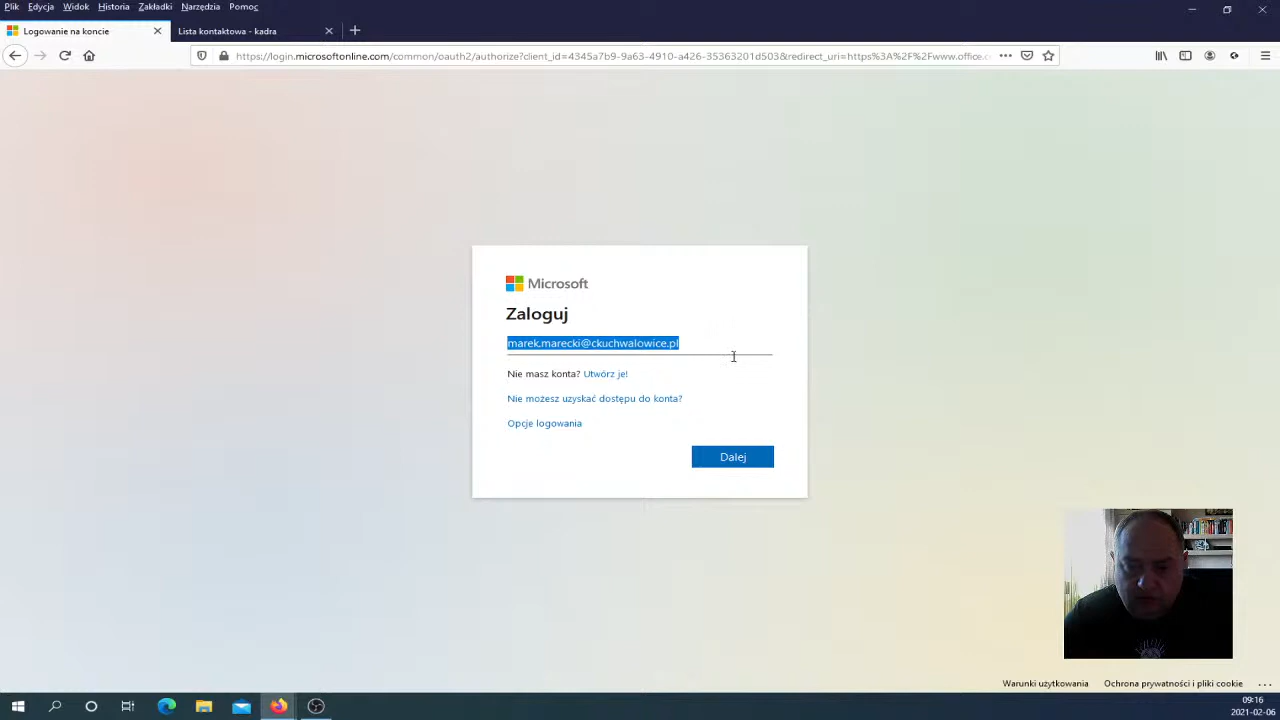 Plik Edycja Widok Historia Zakładki Narzędzia Pomoc
Logowanie na koncie
Lista kontaktowa - kadra
https://login.microsoftonline.com/common/oauth2/authorize?client_id=4345a7b9-9a63-4910-a426-35363201d503&redirect_uri=https%3A%2F%2Fwww.office.c
Microsoft
Zaloguj
marek.marecki@ckuchwalowice.pl
Nie masz konta? Utwórz je!
Nie możesz uzyskać dostępu do konta?
Opcje logowania
Dalej
Warunki użytkowania Ochrona prywatności i pliki cookie ...
09:16
2021-02-06